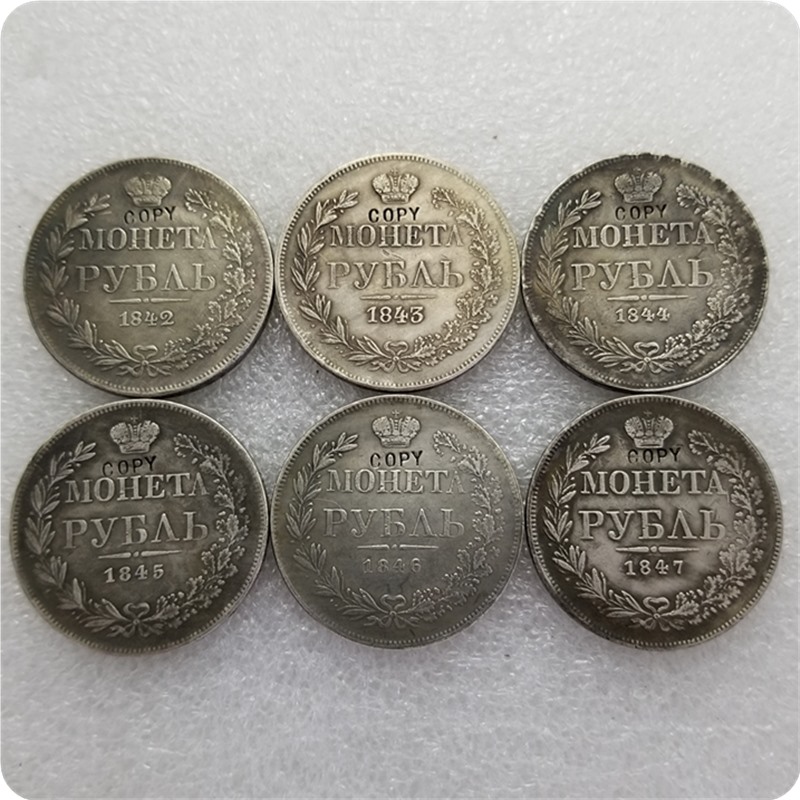 COPY
МОНЕТА
РУБЛЬ
1842
COPY
МОНЕТА
РУБЛЬ
1843
COPY
МОНЕТА
РУБЛЬ
1844
COPY
МОНЕТА
РУБЛЬ
1845
COPY
МОНЕТА
РУБЛЬ
1846
COPY
МОНЕТА
РУБЛЬ
1847